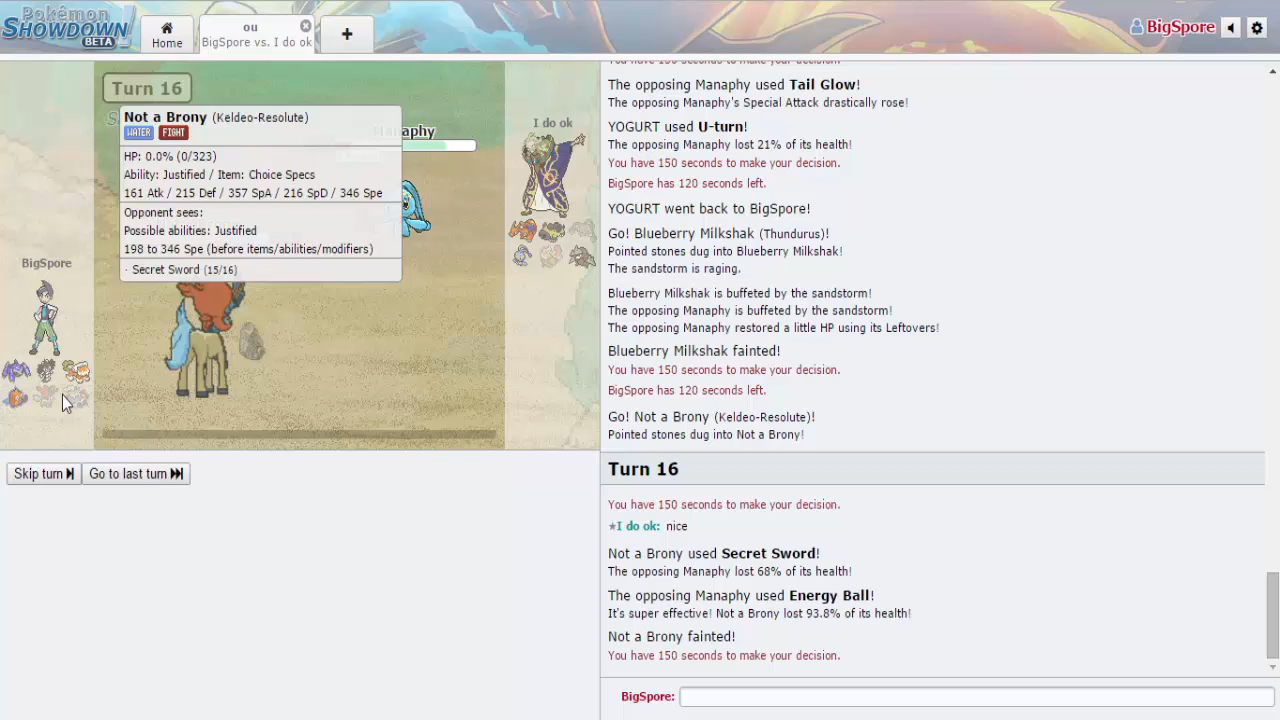 Pokémon
SHOWDOWN
BETA
Home
ou
BigSpore vs. I do ok
+
BigSpore
Turn 16
Not a Brony (Keldeo-Resolute)
WATER FIGHT
HP: 0.0% (0/323)
Ability: Justified / Item: Choice Specs
161 Atk / 215 Def / 357 SpA / 216 SpD / 346 Spe
Opponent sees:
Possible abilities: Justified
198 to 346 Spe (before items/abilities/modifiers)
· Secret Sword (15/16)
Manaphy
I do ok
BigSpore
Skip turn
Go to last turn
You have 150 seconds to make your decision.
The opposing Manaphy used Tail Glow!
The opposing Manaphy's Special Attack drastically rose!
YOGURT used U-turn!
The opposing Manaphy lost 21% of its health!
You have 150 seconds to make your decision.
BigSpore has 120 seconds left.
YOGURT went back to BigSpore!
Go! Blueberry Milkshak (Thundurus)!
Pointed stones dug into Blueberry Milkshak!
The sandstorm is raging.
Blueberry Milkshak is buffeted by the sandstorm!
The opposing Manaphy is buffeted by the sandstorm!
The opposing Manaphy restored a little HP using its Leftovers!
Blueberry Milkshak fainted!
You have 150 seconds to make your decision.
BigSpore has 120 seconds left.
Go! Not a Brony (Keldeo-Resolute)!
Pointed stones dug into Not a Brony!
Turn 16
You have 150 seconds to make your decision.
★I do ok: nice
Not a Brony used Secret Sword!
The opposing Manaphy lost 68% of its health!
The opposing Manaphy used Energy Ball!
It's super effective! Not a Brony lost 93.8% of its health!
Not a Brony fainted!
You have 150 seconds to make your decision.
BigSpore: